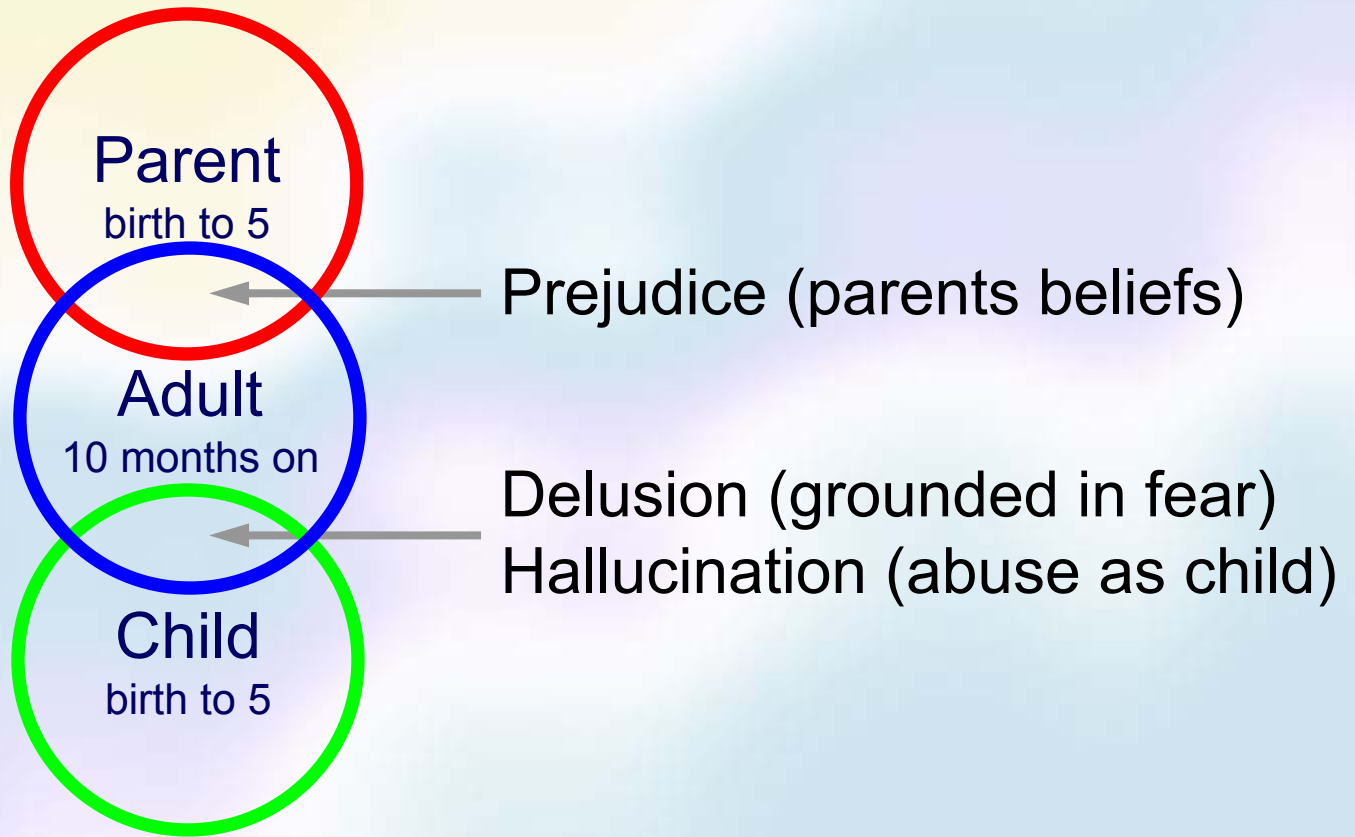 Parent
birth to 5
Prejudice (parents beliefs)
Adult
10 months on
Delusion (grounded in fear)
Hallucination (abuse as child)
Child
birth to 5